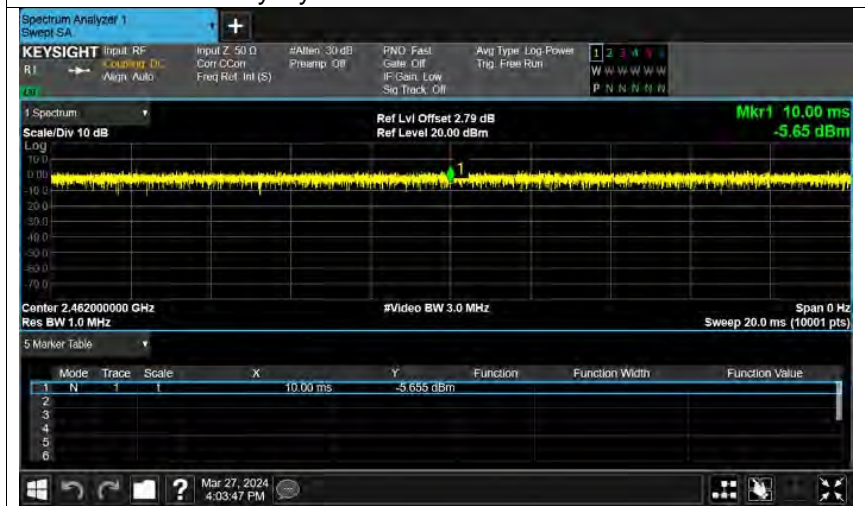 Spectrum Analyzer 1
Swept SA
+
KEYSIGHT Input: RF Input Z: 50 Ω #Atten: 30 dB PNO: Fast Avg Type: Log-Power 1 2 3 4 5 6
Coupling: DC Corr CCorr Preamp: Off Gate: Off Trig: Free Run W W W W W W
Align: Auto Freq Ref: Int (S) IF Gain: Low P N N N N N
Sig Track: Off
1 Spectrum
Ref Lvl Offset 2.79 dB Mkr1 10.00 ms
Scale/Div 10 dB Ref Level 20.00 dBm -5.65 dBm
Log
10.0
0.00
1
-10.0
-20.0
-30.0
-40.0
-50.0
-60.0
-70.0
Center 2.462000000 GHz #Video BW 3.0 MHz Span 0 Hz
Res BW 1.0 MHz Sweep 20.0 ms (10001 pts)
5 Marker Table
Mode Trace Scale X Y Function Function Width Function Value
1 N 1 t 10.00 ms -5.655 dBm
2
3
4
5
6
? Mar 27, 2024
4:03:47 PM